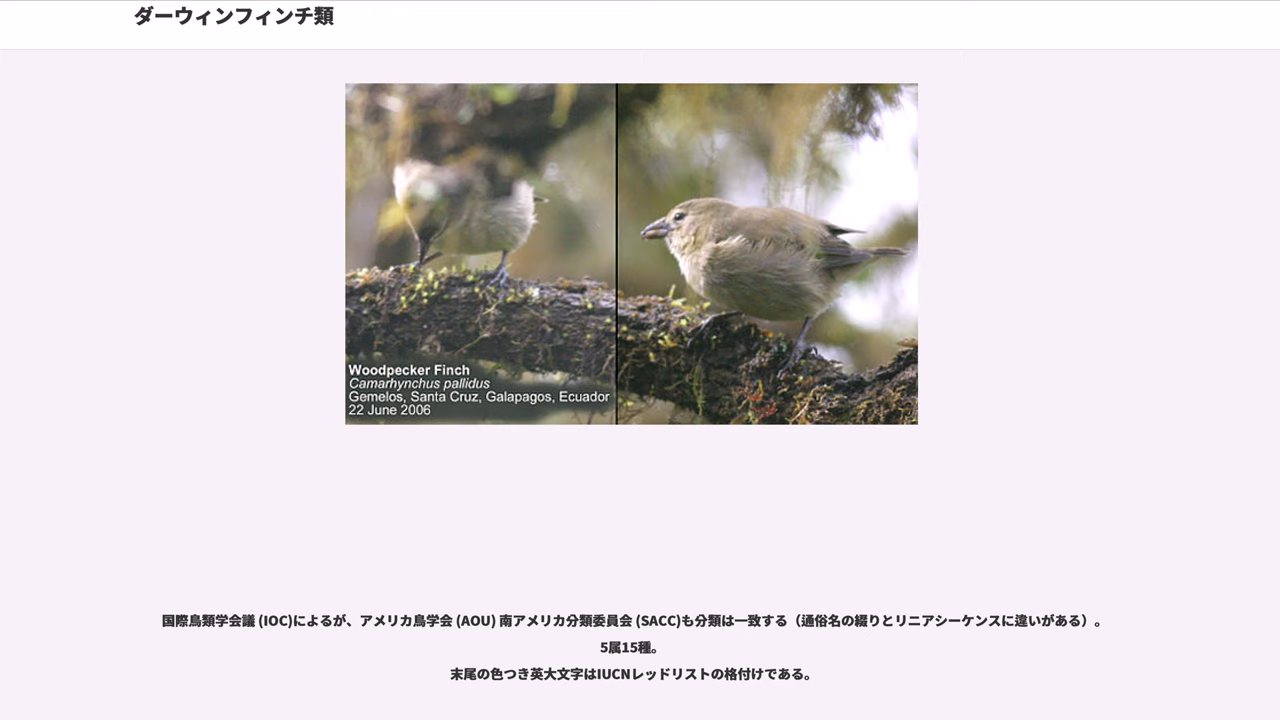 ダーウィンフィンチ類
Woodpecker Finch
Camarhynchus pallidus
Gemelos, Santa Cruz, Galapagos, Ecuador
22 June 2006
国際鳥類学会議 (IOC)によるが、アメリカ鳥学会 (AOU) 南アメリカ分類委員会 (SACC)も分類は一致する（通俗名の綴りとリニアシーケンスに違いがある）。
5属15種。
末尾の色つき英大文字はIUCNレッドリストの格付けである。